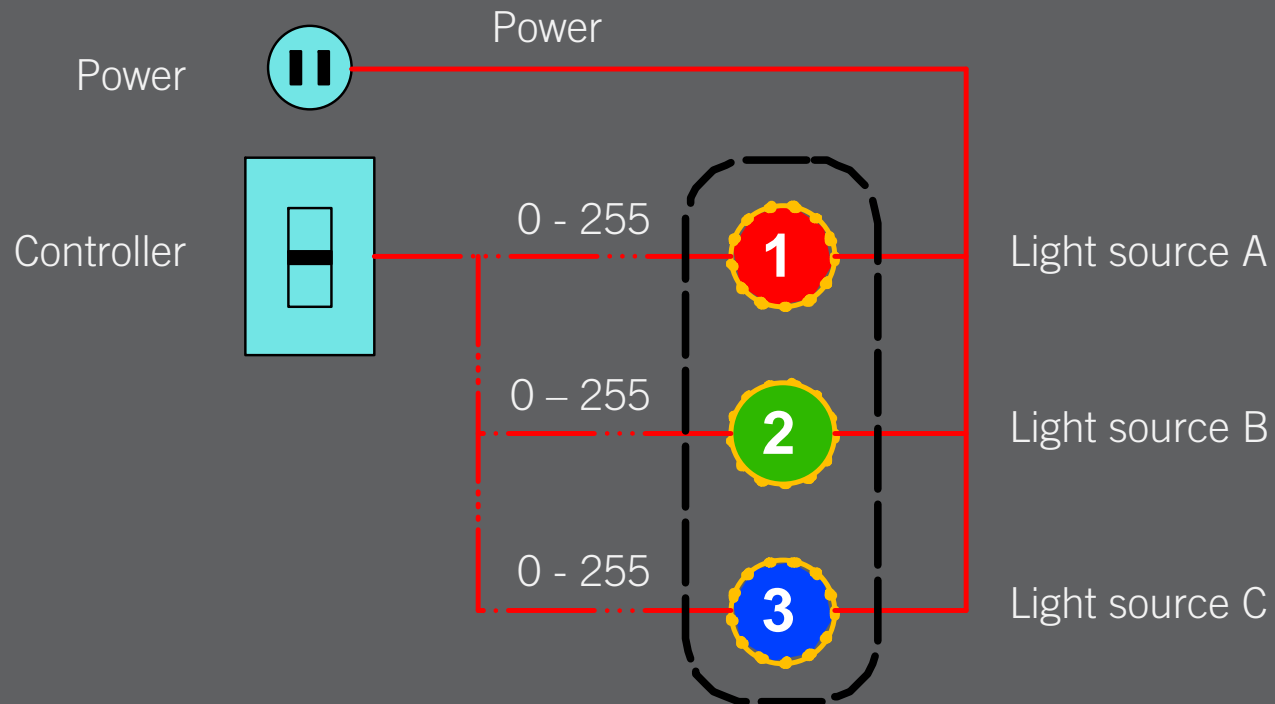 Power
Power
Controller
0 - 255
1
Light source A
0 – 255
2
Light source B
0 - 255
3
Light source C